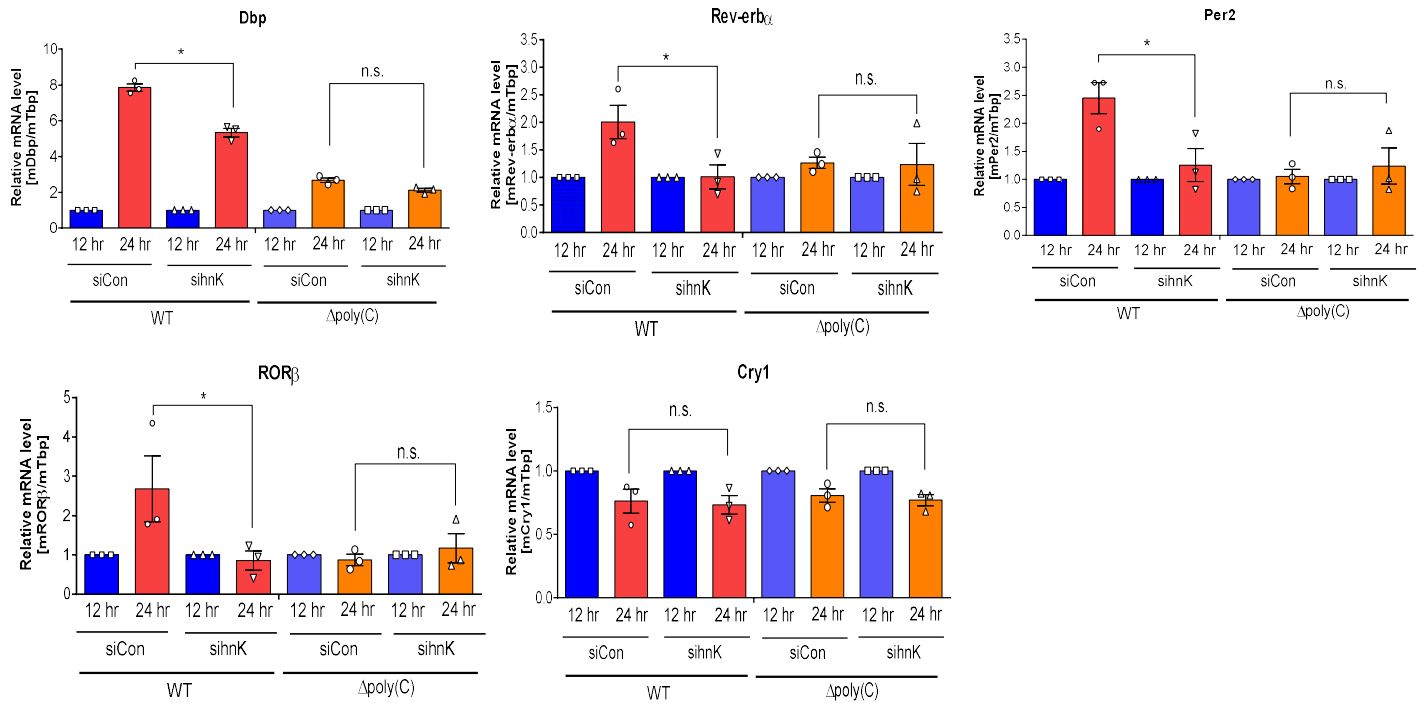 Dbp
Relative mRNA level
[mDbp/mTbp]
10
8
6
4
2
0
*
n.s.
12 hr 24 hr 12 hr 24 hr 12 hr 24 hr 12 hr 24 hr
siCon sihnK siCon sihnK
WT Δpoly(C)
Rev-erbα
Relative mRNA level
[mRev-erbα/mTbp]
3.5
3.0
2.5
2.0
1.5
1.0
0.5
0.0
*
n.s.
12 hr 24 hr 12 hr 24 hr 12 hr 24 hr 12 hr 24 hr
siCon sihnK siCon sihnK
WT Δpoly(C)
Per2
Relative mRNA level
[mPer2/mTbp]
3.5
3.0
2.5
2.0
1.5
1.0
0.5
0.0
*
n.s.
12 hr 24 hr 12 hr 24 hr 12 hr 24 hr 12 hr 24 hr
siCon sihnK siCon sihnK
WT Δpoly(C)
RORβ
Relative mRNA level
[mRORβ/mTbp]
5
4
3
2
1
0
*
n.s.
12 hr 24 hr 12 hr 24 hr 12 hr 24 hr 12 hr 24 hr
siCon sihnK siCon sihnK
WT Δpoly(C)
Cry1
Relative mRNA level
[mCry1/mTbp]
1.5
1.0
0.5
0.0
n.s.
n.s.
12 hr 24 hr 12 hr 24 hr 12 hr 24 hr 12 hr 24 hr
siCon sihnK siCon sihnK
WT Δpoly(C)